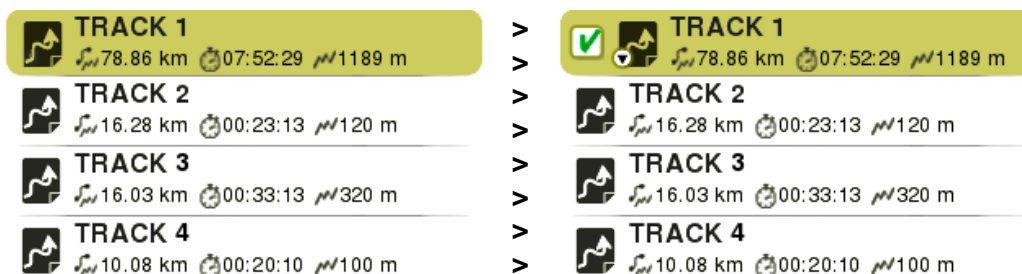 TRACK 1
78.86 km 07:52:29 1189 m
TRACK 2
16.28 km 00:23:13 120 m
TRACK 3
16.03 km 00:33:13 320 m
TRACK 4
10.08 km 00:20:10 100 m
>
>
>
>
>
>
>
>
TRACK 1
78.86 km 07:52:29 1189 m
TRACK 2
16.28 km 00:23:13 120 m
TRACK 3
16.03 km 00:33:13 320 m
TRACK 4
10.08 km 00:20:10 100 m